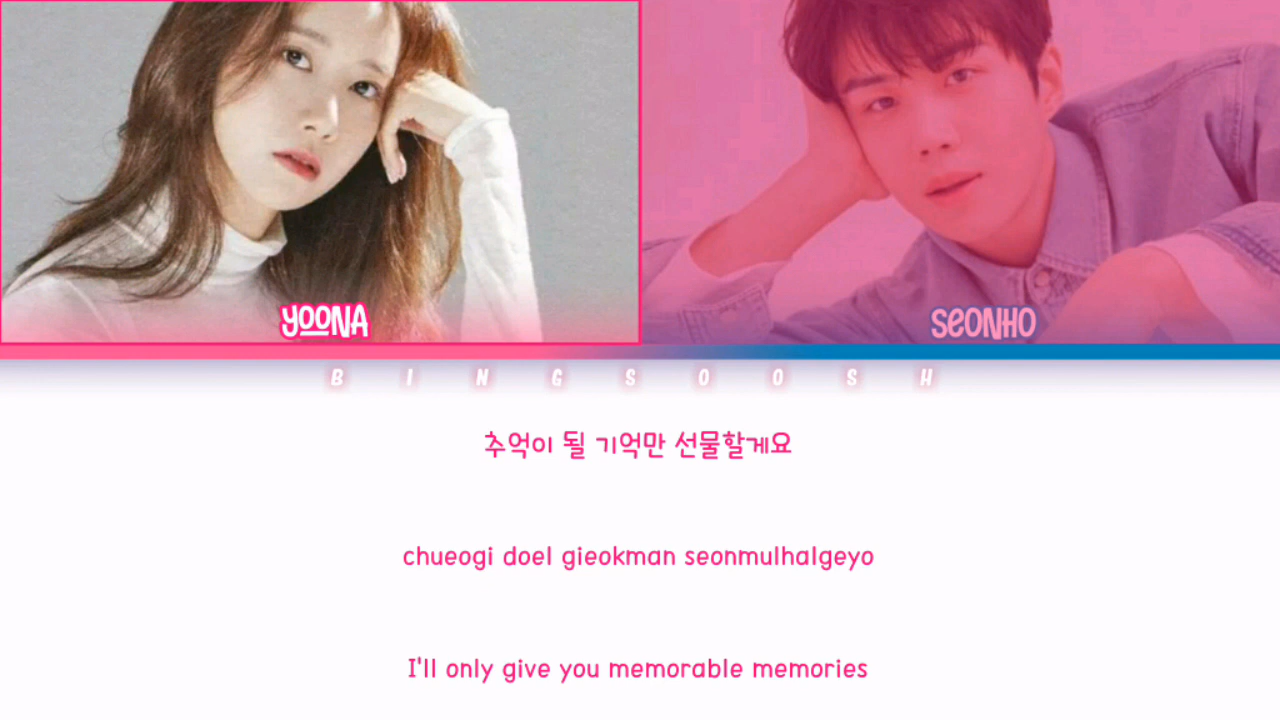 YOONA
SEONHO
BINGSOOSH
추억이 될 기억만 선물할게요
chueogi doel gieokman seonmulhalgeyo
I'll only give you memorable memories